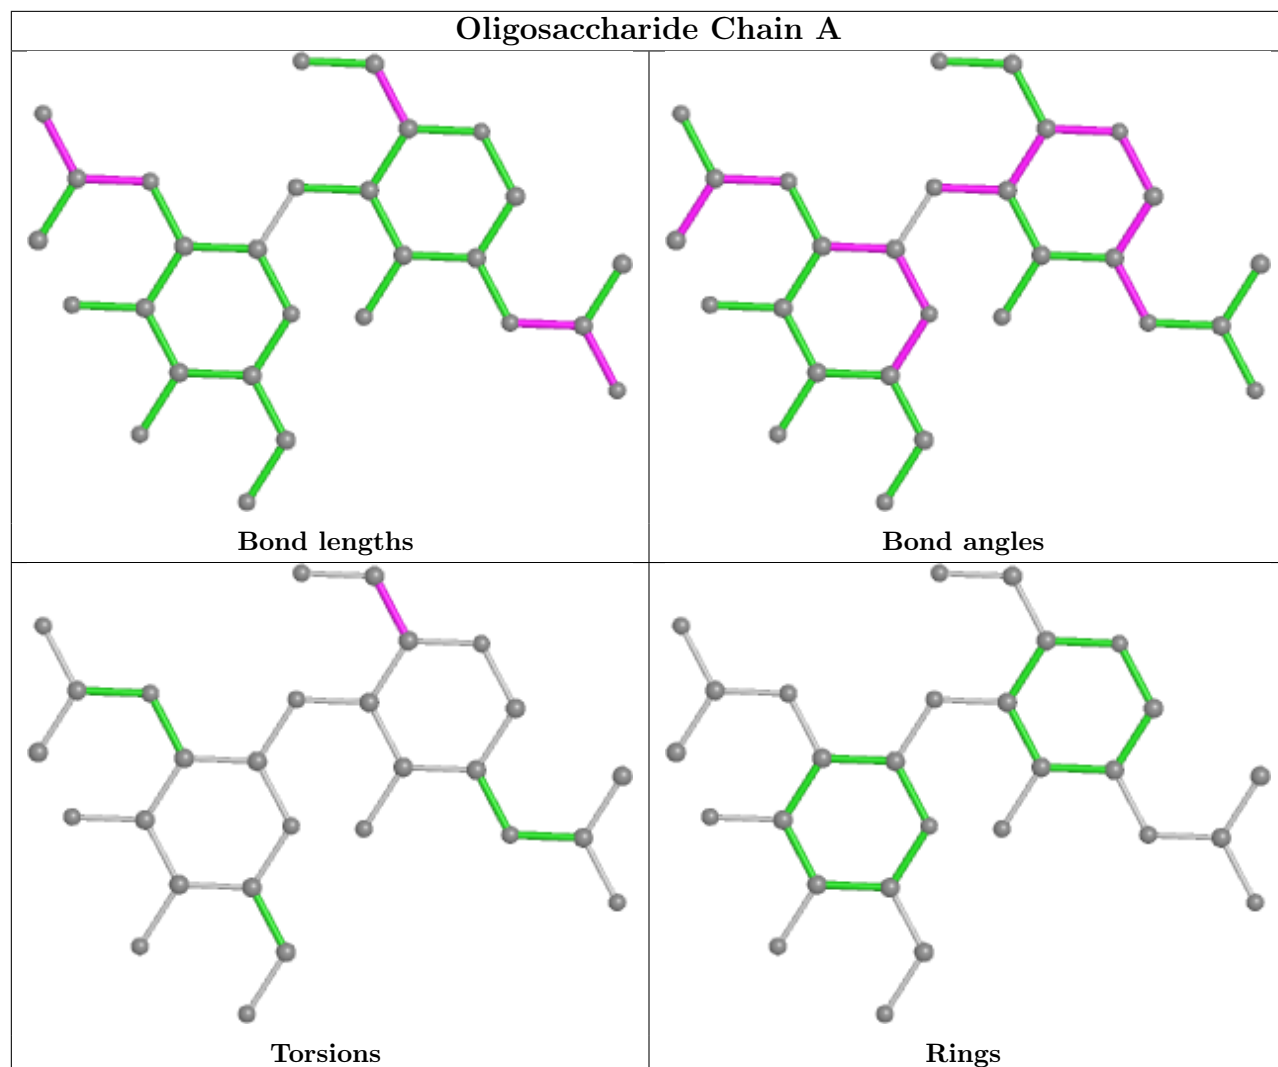 Oligosaccharide Chain A
Bond lengths
Bond angles
Torsions
Rings